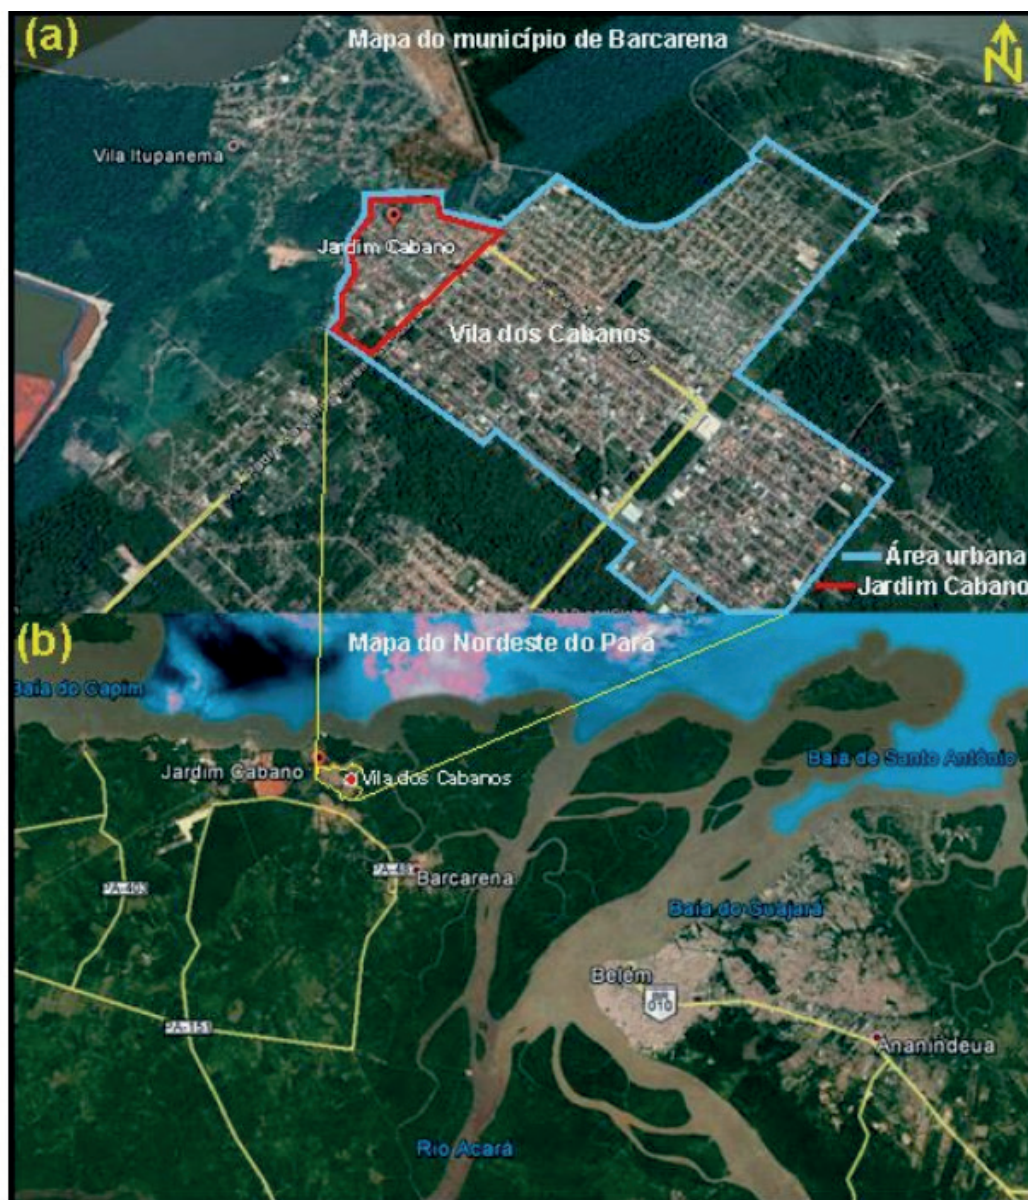 (a)
Mapa do município de Barcarena
N
Vila Itupanema
Jardim Cabano
Vila dos Cabanos
Área urbana
Jardim Cabano
(b)
Mapa do Nordeste do Pará
Baía do Capim
Baía de Santo Antônio
Jardim Cabano
Vila dos Cabanos
PA-403
Barcarena
Baía do Guajará
Belém
BR
010
PA-151
Ananindeua
Rio Acará